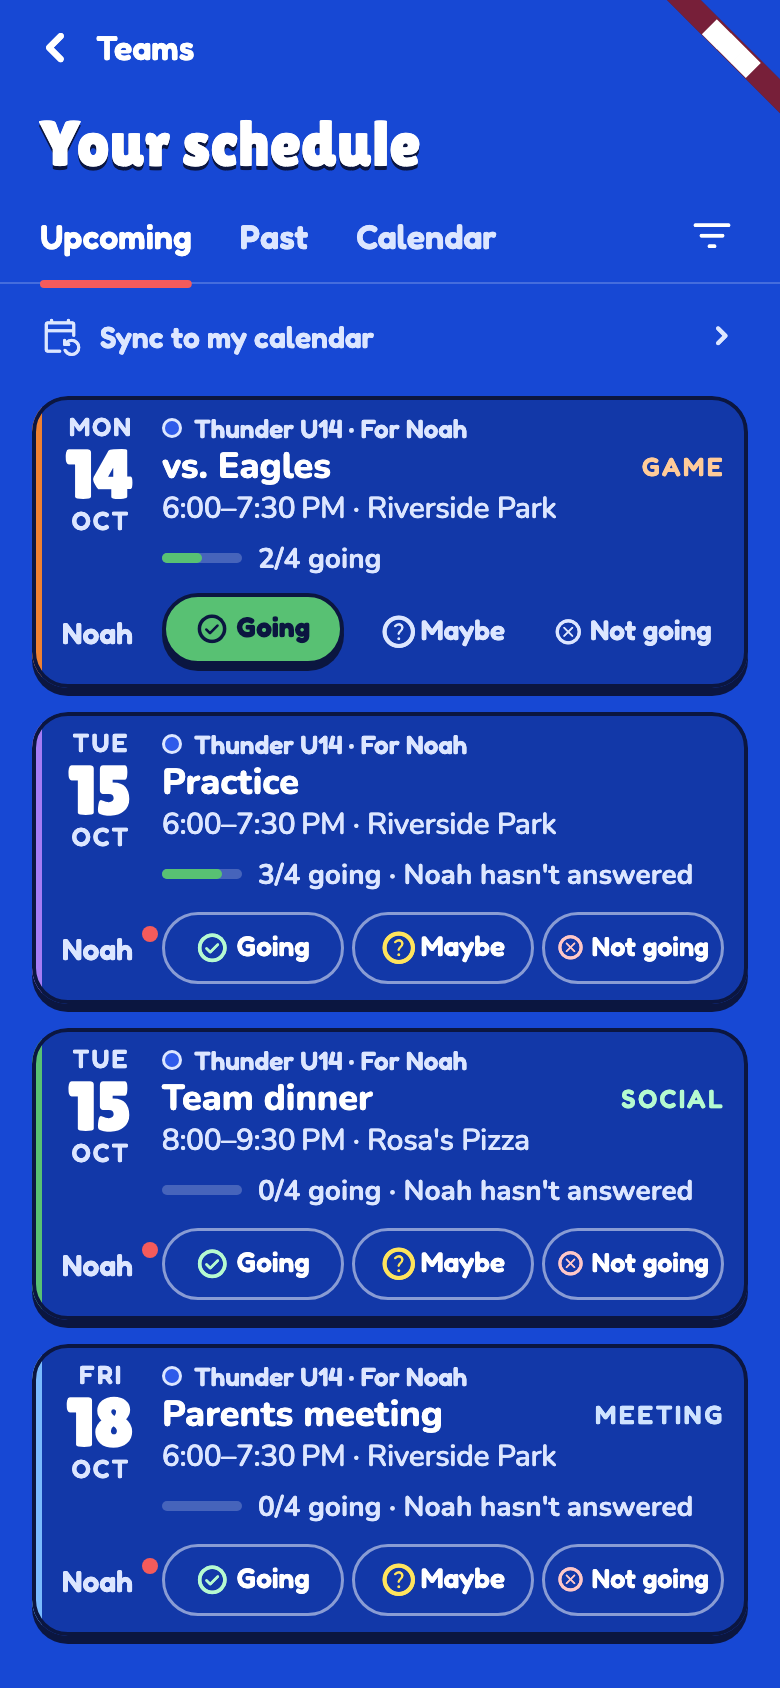 Teams
Your schedule
Upcoming Past Calendar
Sync to my calendar
MON
14
OCT
Thunder U14 · For Noah
vs. Eagles
GAME
6:00–7:30 PM · Riverside Park
2/4 going
Noah
Going
Maybe
Not going
TUE
15
OCT
Thunder U14 · For Noah
Practice
6:00–7:30 PM · Riverside Park
3/4 going · Noah hasn't answered
Noah
Going
Maybe
Not going
TUE
15
OCT
Thunder U14 · For Noah
Team dinner
SOCIAL
8:00–9:30 PM · Rosa's Pizza
0/4 going · Noah hasn't answered
Noah
Going
Maybe
Not going
FRI
18
OCT
Thunder U14 · For Noah
Parents meeting
MEETING
6:00–7:30 PM · Riverside Park
0/4 going · Noah hasn't answered
Noah
Going
Maybe
Not going